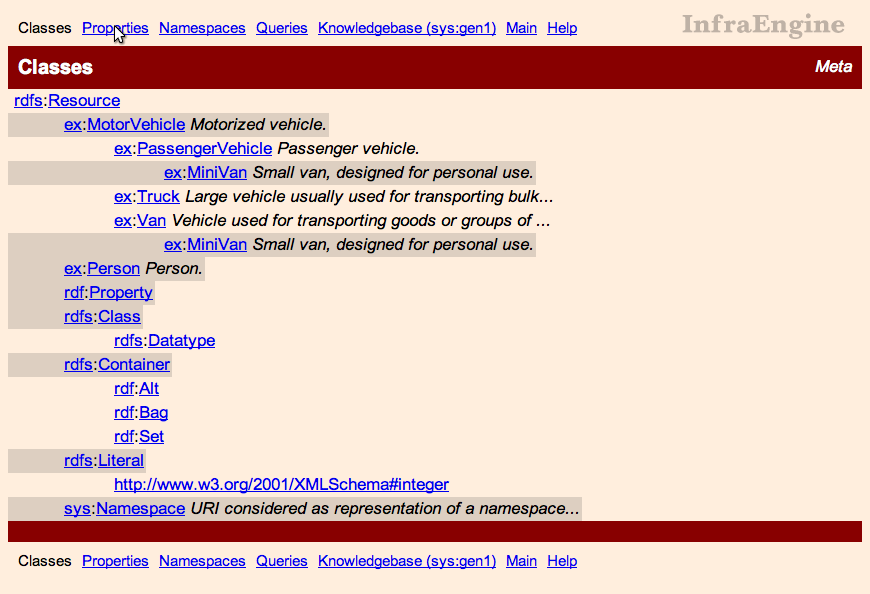 Classes Properties Namespaces Queries Knowledgebase (sys:gen1) Main Help InfraEngine
Classes Meta
rdfs:Resource
ex:MotorVehicle Motorized vehicle.
ex:PassengerVehicle Passenger vehicle.
ex:MiniVan Small van, designed for personal use.
ex:Truck Large vehicle usually used for transporting bulk...
ex:Van Vehicle used for transporting goods or groups of ...
ex:MiniVan Small van, designed for personal use.
ex:Person Person.
rdf:Property
rdfs:Class
rdfs:Datatype
rdfs:Container
rdf:Alt
rdf:Bag
rdf:Set
rdfs:Literal
http://www.w3.org/2001/XMLSchema#integer
sys:Namespace URI considered as representation of a namespace...
Classes Properties Namespaces Queries Knowledgebase (sys:gen1) Main Help